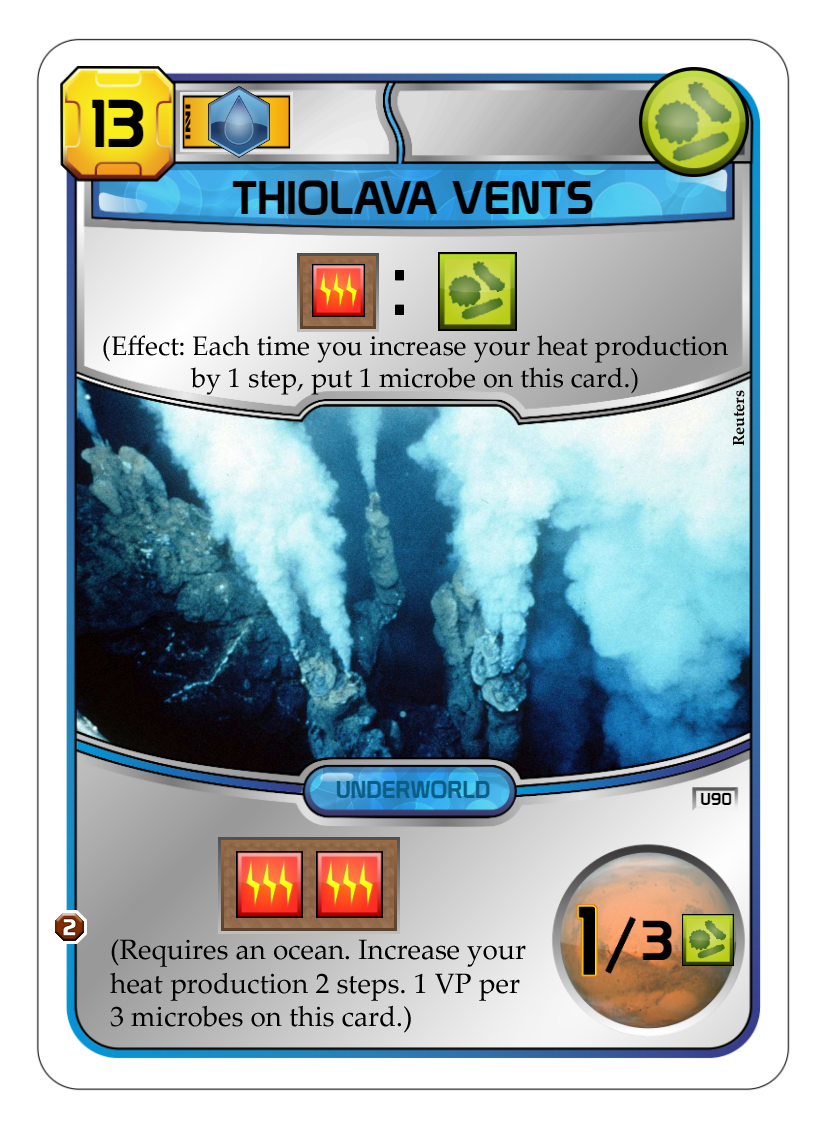 13
THIOLAVA VENTS
:
(Effect: Each time you increase your heat production
by 1 step, put 1 microbe on this card.)
Reuters
UNDERWORLD
U90
2
(Requires an ocean. Increase your
heat production 2 steps. 1 VP per
3 microbes on this card.)
1/3